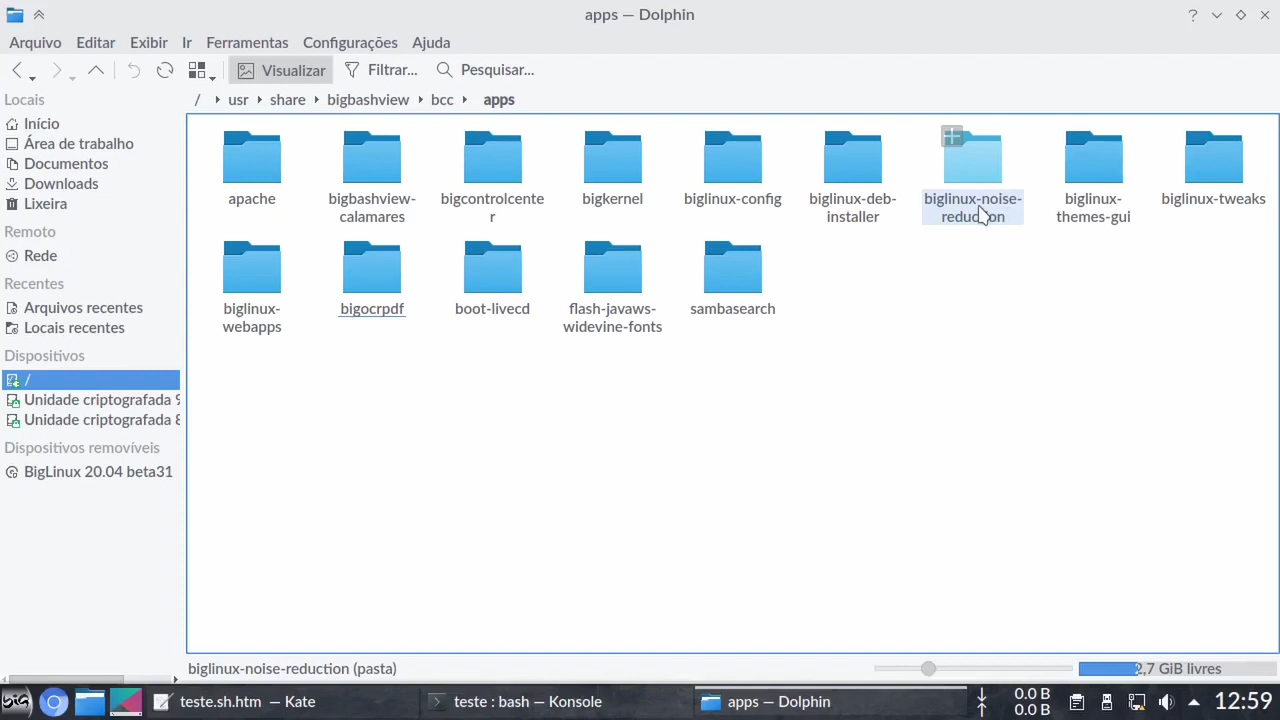 apps — Dolphin
Arquivo Editar Exibir Ir Ferramentas Configurações Ajuda
Visualizar Filtrar... Pesquisar...
/ usr share bigbashview bcc apps
Locais
Início
Área de trabalho
Documentos
Downloads
Lixeira
Remoto
Rede
Recentes
Arquivos recentes
Locais recentes
Dispositivos
/
Unidade criptografada 9
Unidade criptografada 8
Dispositivos removíveis
BigLinux 20.04 beta31
apache
bigbashview-
calamares
bigcontrolcente
r
bigkernel
biglinux-config
biglinux-deb-
installer
biglinux-noise-
reduction
biglinux-
themes-gui
biglinux-tweaks
biglinux-
webapps
bigocrpdf
boot-livecd
flash-javaws-
widevine-fonts
sambasearch
biglinux-noise-reduction (pasta)
2,7 GiB livres
teste.sh.htm — Kate
teste : bash — Konsole
apps — Dolphin
0.0 B
0.0 B
12:59